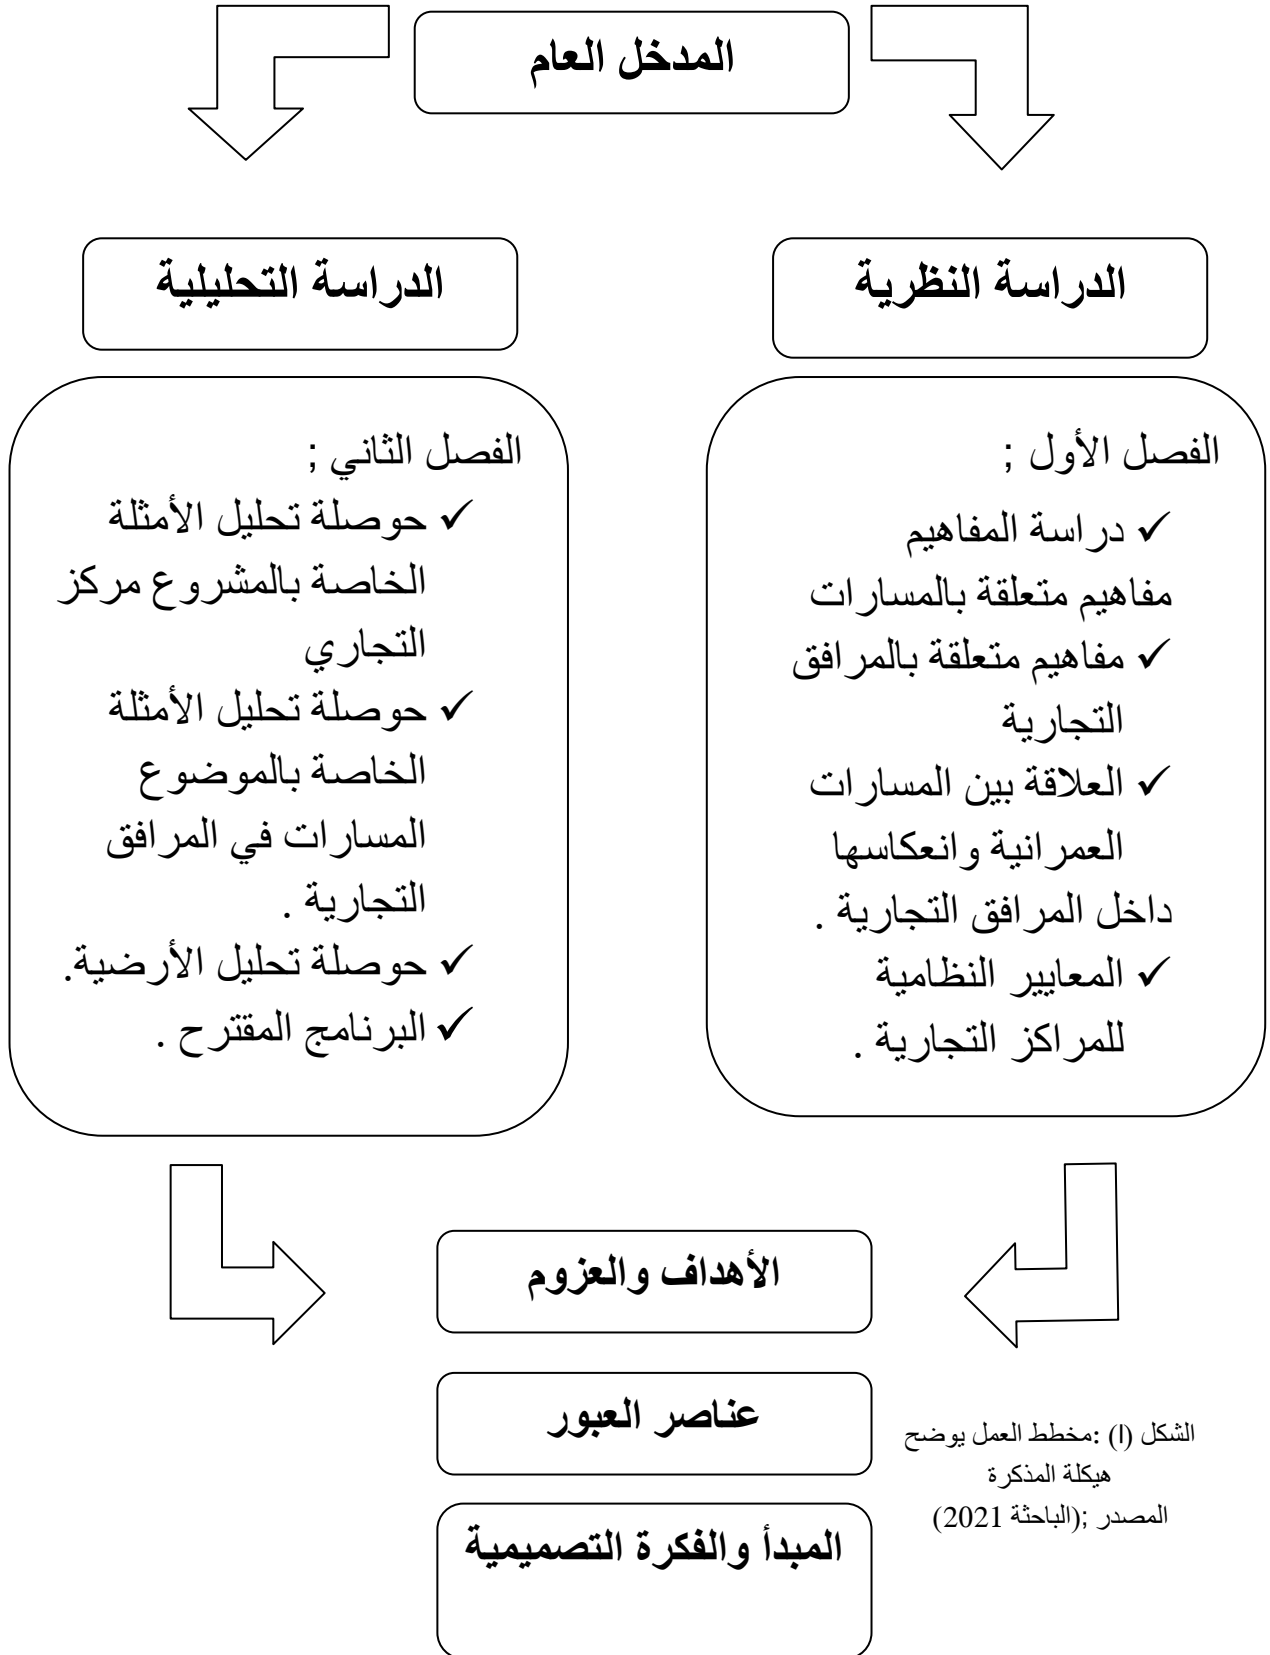 المدخل العام
الدراسة النظرية
الفصل الأول ;
✓ دراسة المفاهيم
مفاهيم متعلقة بالمسارات
✓ مفاهيم متعلقة بالمرافق
التجارية
✓ العلاقة بين المسارات
العمرانية وانعكاسها
داخل المرافق التجارية .
✓ المعايير النظامية
للمراكز التجارية .
الدراسة التحليلية
الفصل الثاني ;
✓ حوصلة تحليل الأمثلة
الخاصة بالمشروع مركز
التجاري
✓ حوصلة تحليل الأمثلة
الخاصة بالموضوع
المسارات في المرافق
التجارية .
✓ حوصلة تحليل الأرضية.
✓ البرنامج المقترح .
الأهداف والعزوم
عناصر العبور
المبدأ والفكرة التصميمية
الشكل (I) :مخطط العمل يوضح
هيكلة المذكرة
المصدر ;(الباحثة 2021)